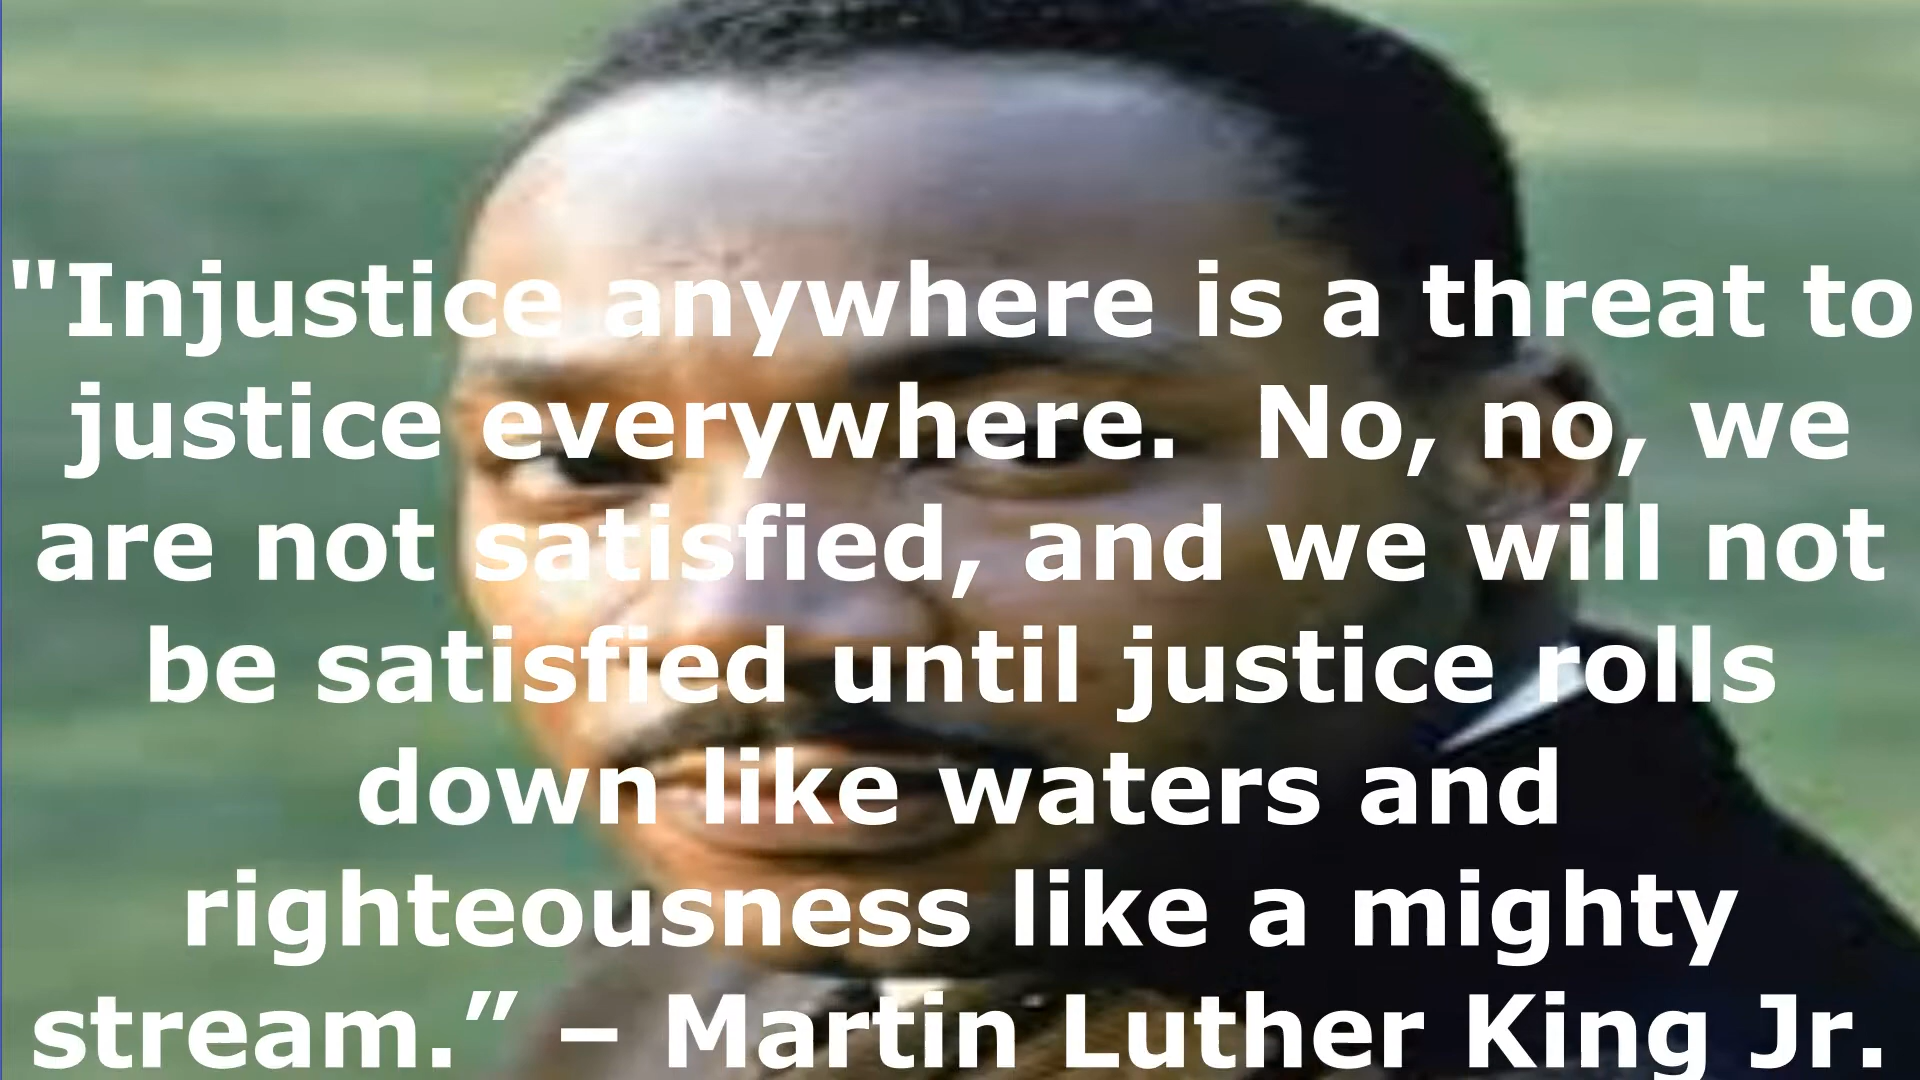 "Injustice anywhere is a threat to
justice everywhere.  No, no, we
are not satisfied, and we will not
be satisfied until justice rolls
down like waters and
righteousness like a mighty
stream.” – Martin Luther King Jr.